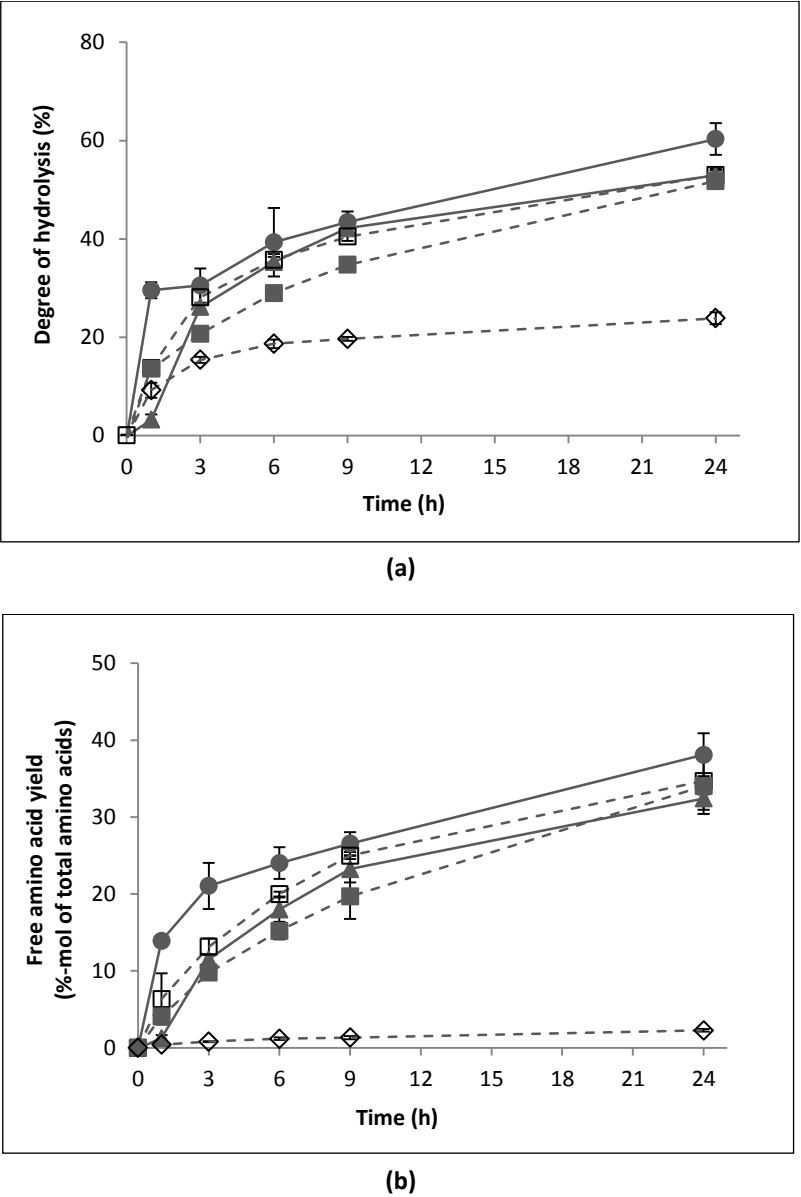 80
60
40
20
0
Degree of hydrolysis (%)
0 3 6 9 12 15 18 21 24
Time (h)
(a)
50
40
30
20
10
0
Free amino acid yield
(%-mol of total amino acids)
0 3 6 9 12 15 18 21 24
Time (h)
(b)